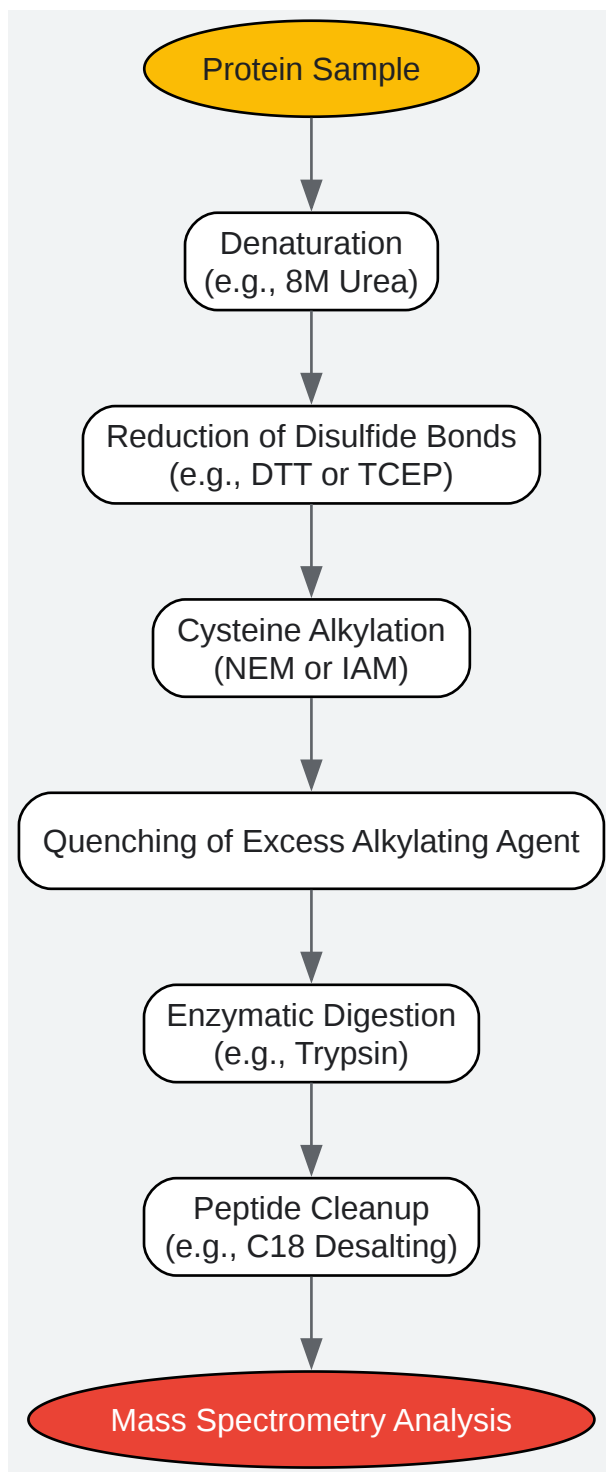 Protein Sample
Denaturation
(e.g., 8M Urea)
Reduction of Disulfide Bonds
(e.g., DTT or TCEP)
Cysteine Alkylation
(NEM or IAM)
Quenching of Excess Alkylating Agent
Enzymatic Digestion
(e.g., Trypsin)
Peptide Cleanup
(e.g., C18 Desalting)
Mass Spectrometry Analysis